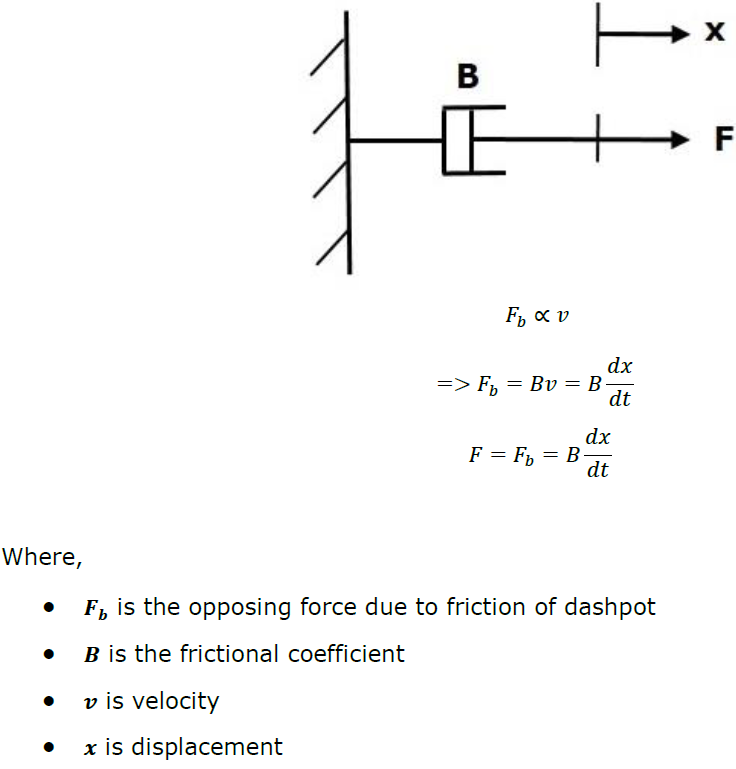 x
B
F
F_b ∝ v
=> F_b = Bv = B dx/dt
F = F_b = B dx/dt
Where,
● F_b is the opposing force due to friction of dashpot
● B is the frictional coefficient
● v is velocity
● x is displacement